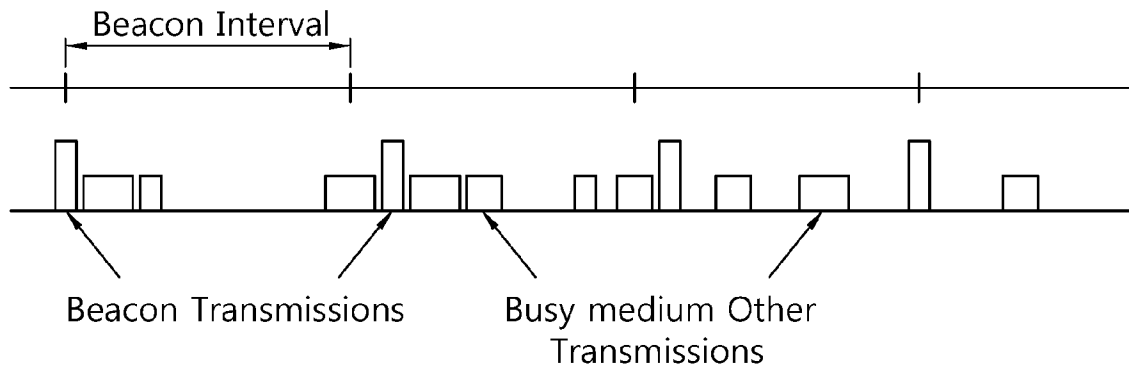 Beacon Interval
Beacon Transmissions
Busy medium Other
Transmissions